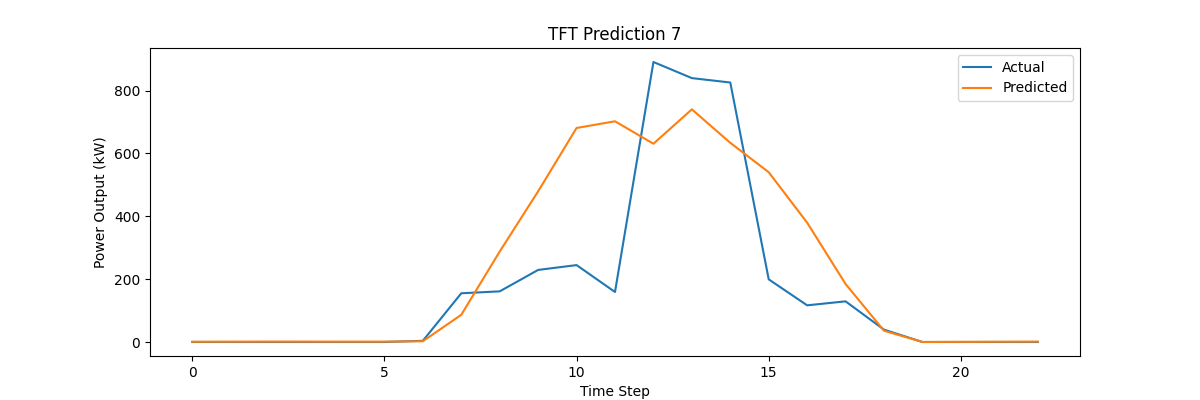 TFT Prediction 7
Actual
Predicted
Power Output (kW)
800
600
400
200
0
0 5 10 15 20
Time Step